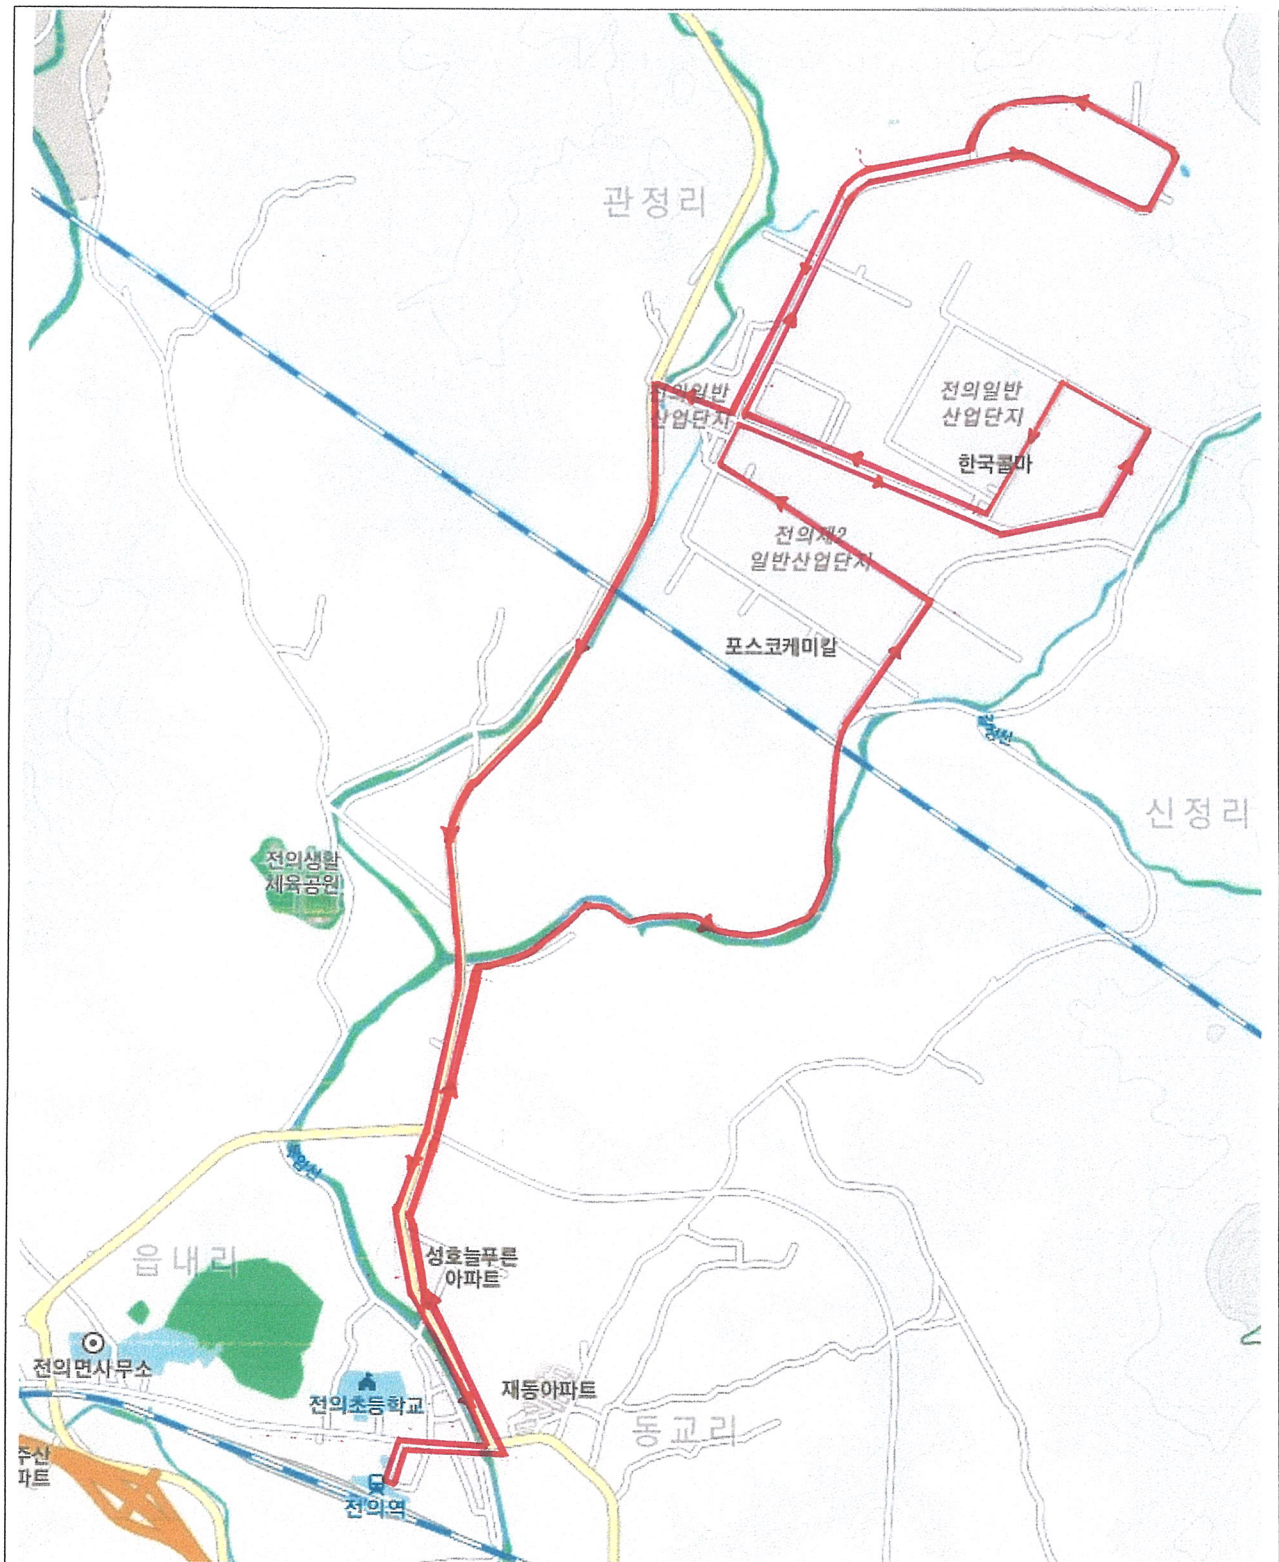 관정리
전의일반
산업단지
전의일반
산업단지
한국콜마
전의제2
일반산업단지
포스코케미칼
신정리
전의생활
체육공원
읍내리
성호늘푸른
아파트
전의면사무소
전의초등학교
재동아파트
동교리
주산
파트
전의역